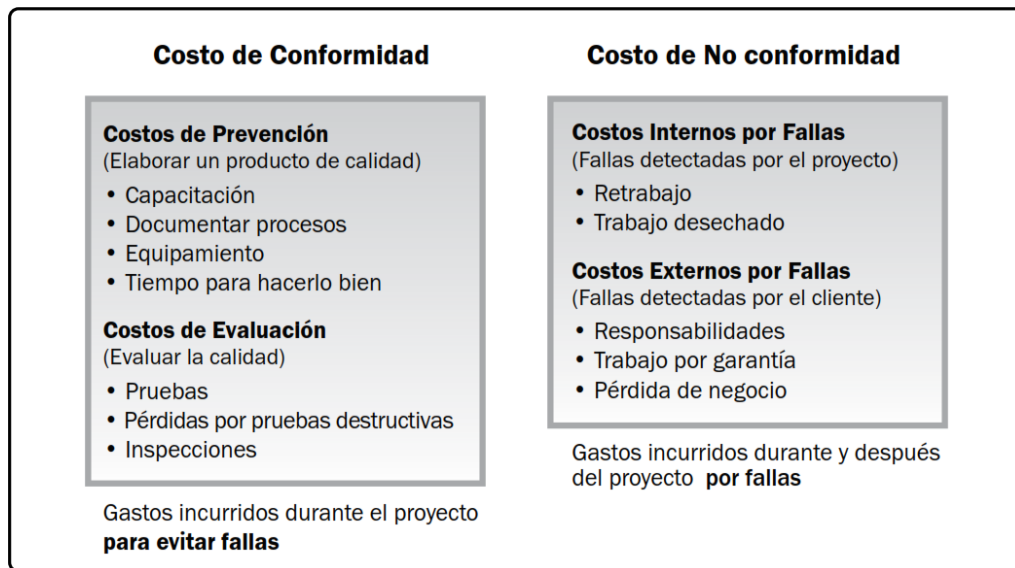 Costo de Conformidad
Costos de Prevención
(Elaborar un producto de calidad)
• Capacitación
• Documentar procesos
• Equipamiento
• Tiempo para hacerlo bien
Costos de Evaluación
(Evaluar la calidad)
• Pruebas
• Pérdidas por pruebas destructivas
• Inspecciones
Gastos incurridos durante el proyecto
para evitar fallas
Costo de No conformidad
Costos Internos por Fallas
(Fallas detectadas por el proyecto)
• Retrabajo
• Trabajo desechado
Costos Externos por Fallas
(Fallas detectadas por el cliente)
• Responsabilidades
• Trabajo por garantía
• Pérdida de negocio
Gastos incurridos durante y después
del proyecto por fallas